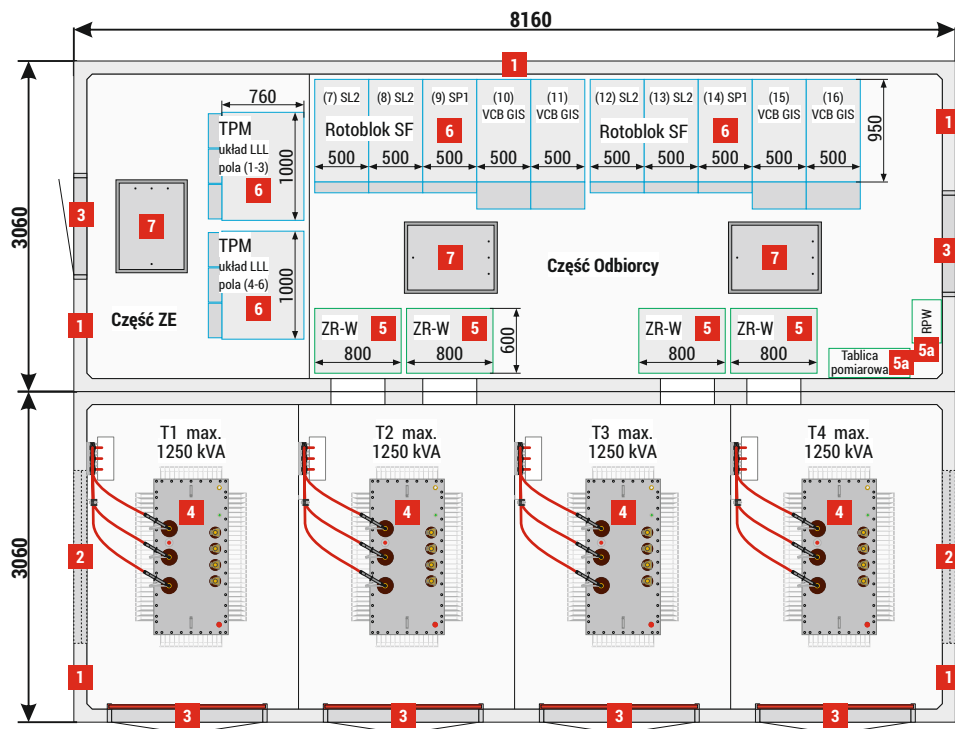 8160
1
760
TPM
układ LLL
pola (1-3)
6
1000
(7) SL2
(8) SL2
(9) SP1
(10)
VCB GIS
(11)
VCB GIS
Rotoblok SF
6
500
500
500
500
500
(12) SL2
(13) SL2
(14) SP1
(15)
VCB GIS
(16)
VCB GIS
Rotoblok SF
6
500
500
500
500
500
950
1
3060
3
7
TPM
układ LLL
pola (4-6)
6
1000
7
Część Odbiorcy
7
3
1
Część ZE
ZR-W
5
800
ZR-W
5
800
600
ZR-W
5
800
ZR-W
5
800
RPW
5a
Tablica
pomiarowa
5a
3060
T1 max.
1250 kVA
4
T2 max.
1250 kVA
4
T3 max.
1250 kVA
4
T4 max.
1250 kVA
4
2
2
1
1
3
3
3
3